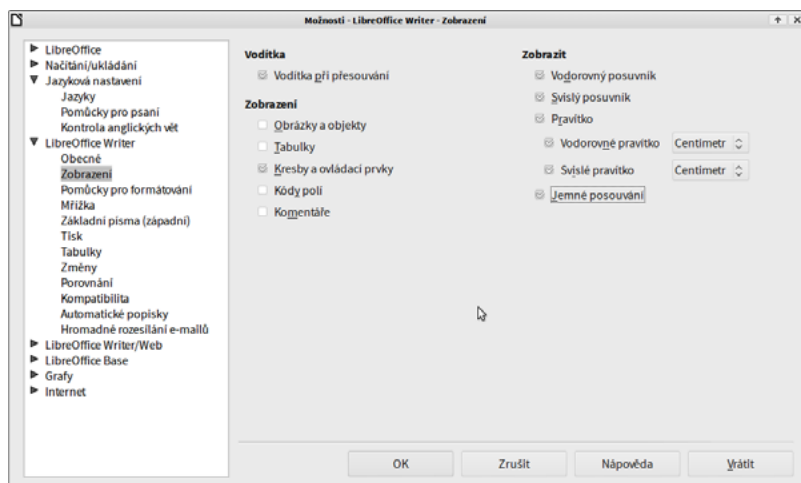 Možnosti - LibreOffice Writer - Zobrazení
LibreOffice
Načítání/ukládání
Jazyková nastavení
Jazyky
Pomůcky pro psaní
Kontrola anglických vět
LibreOffice Writer
Obecné
Zobrazení
Pomůcky pro formátování
Mřížka
Základní písma (západní)
Tisk
Tabulky
Změny
Porovnání
Kompatibilita
Automatické popisky
Hromadné rozesílání e-mailů
LibreOffice Writer/Web
LibreOffice Base
Grafy
Internet
Vodítka
Vodítka při přesouvání
Zobrazení
Obrázky a objekty
Tabulky
Kresby a ovládací prvky
Kódy polí
Komentáře
Zobrazit
Vodorovný posuvník
Svislý posuvník
Pravítko
Vodorovné pravítko Centimetr
Svislé pravítko Centimetr
Jemné posouvání
OK Zrušit Nápověda Vrátit